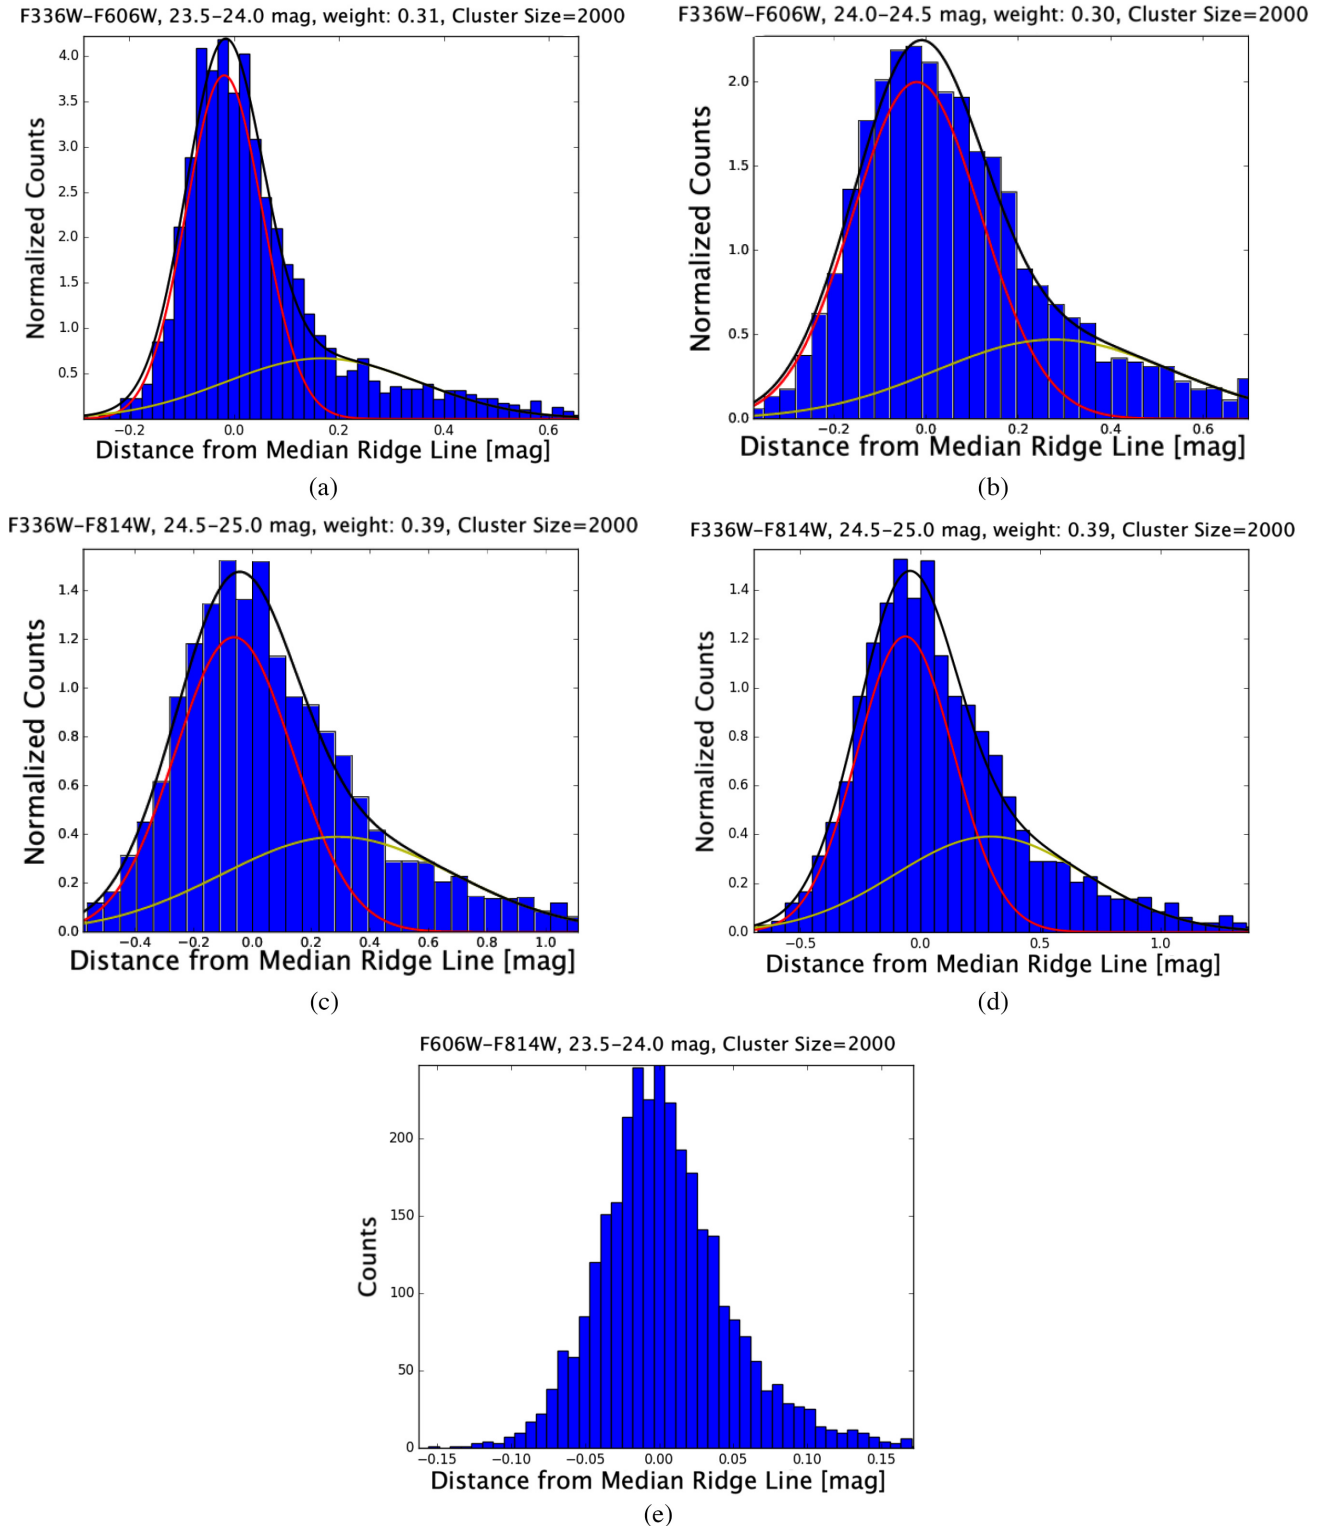 F336W−F606W, 23.5−24.0 mag, weight: 0.31, Cluster Size=2000
Normalized Counts
4.0
3.5
3.0
2.5
2.0
1.5
1.0
0.5
−0.2 0.0 0.2 0.4 0.6
Distance from Median Ridge Line [mag]
(a)
F336W−F606W, 24.0−24.5 mag, weight: 0.30, Cluster Size=2000
Normalized Counts
2.0
1.5
1.0
0.5
0.0
−0.2 0.0 0.2 0.4 0.6
Distance from Median Ridge Line [mag]
(b)
F336W−F814W, 24.5−25.0 mag, weight: 0.39, Cluster Size=2000
Normalized Counts
1.4
1.2
1.0
0.8
0.6
0.4
0.2
0.0
−0.4 −0.2 0.0 0.2 0.4 0.6 0.8 1.0
Distance from Median Ridge Line [mag]
(c)
F336W−F814W, 24.5−25.0 mag, weight: 0.39, Cluster Size=2000
Normalized Counts
1.4
1.2
1.0
0.8
0.6
0.4
0.2
0.0
−0.5 0.0 0.5 1.0
Distance from Median Ridge Line [mag]
(d)
F606W−F814W, 23.5−24.0 mag, Cluster Size=2000
Counts
200
150
100
50
0
−0.15 −0.10 −0.05 0.00 0.05 0.10 0.15
Distance from Median Ridge Line [mag]
(e)